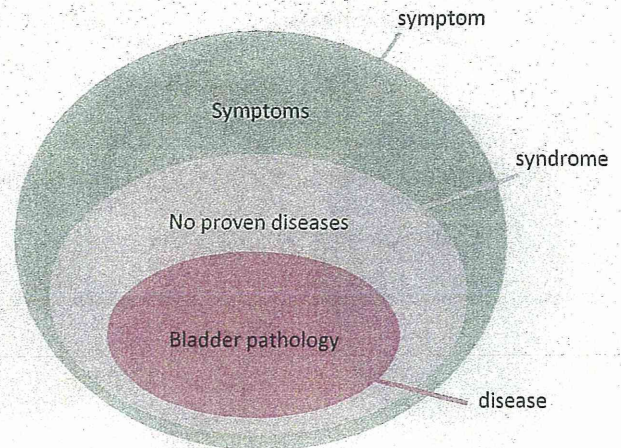 symptom
Symptoms
syndrome
No proven diseases
Bladder pathology
disease